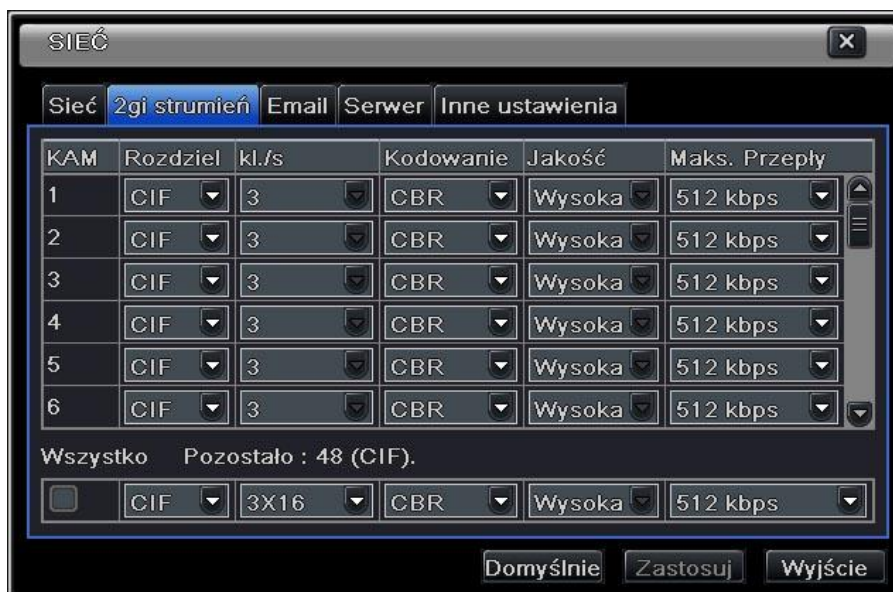 SIEĆ
Sieć 2gi strumień Email Serwer Inne ustawienia
KAM Rozdziel kl./s Kodowanie Jakość Maks. Przepły
1 CIF 3 CBR Wysoka 512 kbps
2 CIF 3 CBR Wysoka 512 kbps
3 CIF 3 CBR Wysoka 512 kbps
4 CIF 3 CBR Wysoka 512 kbps
5 CIF 3 CBR Wysoka 512 kbps
6 CIF 3 CBR Wysoka 512 kbps
Wszystko Pozostało : 48 (CIF).
CIF 3X16 CBR Wysoka 512 kbps
Domyślnie Zastosuj Wyjście